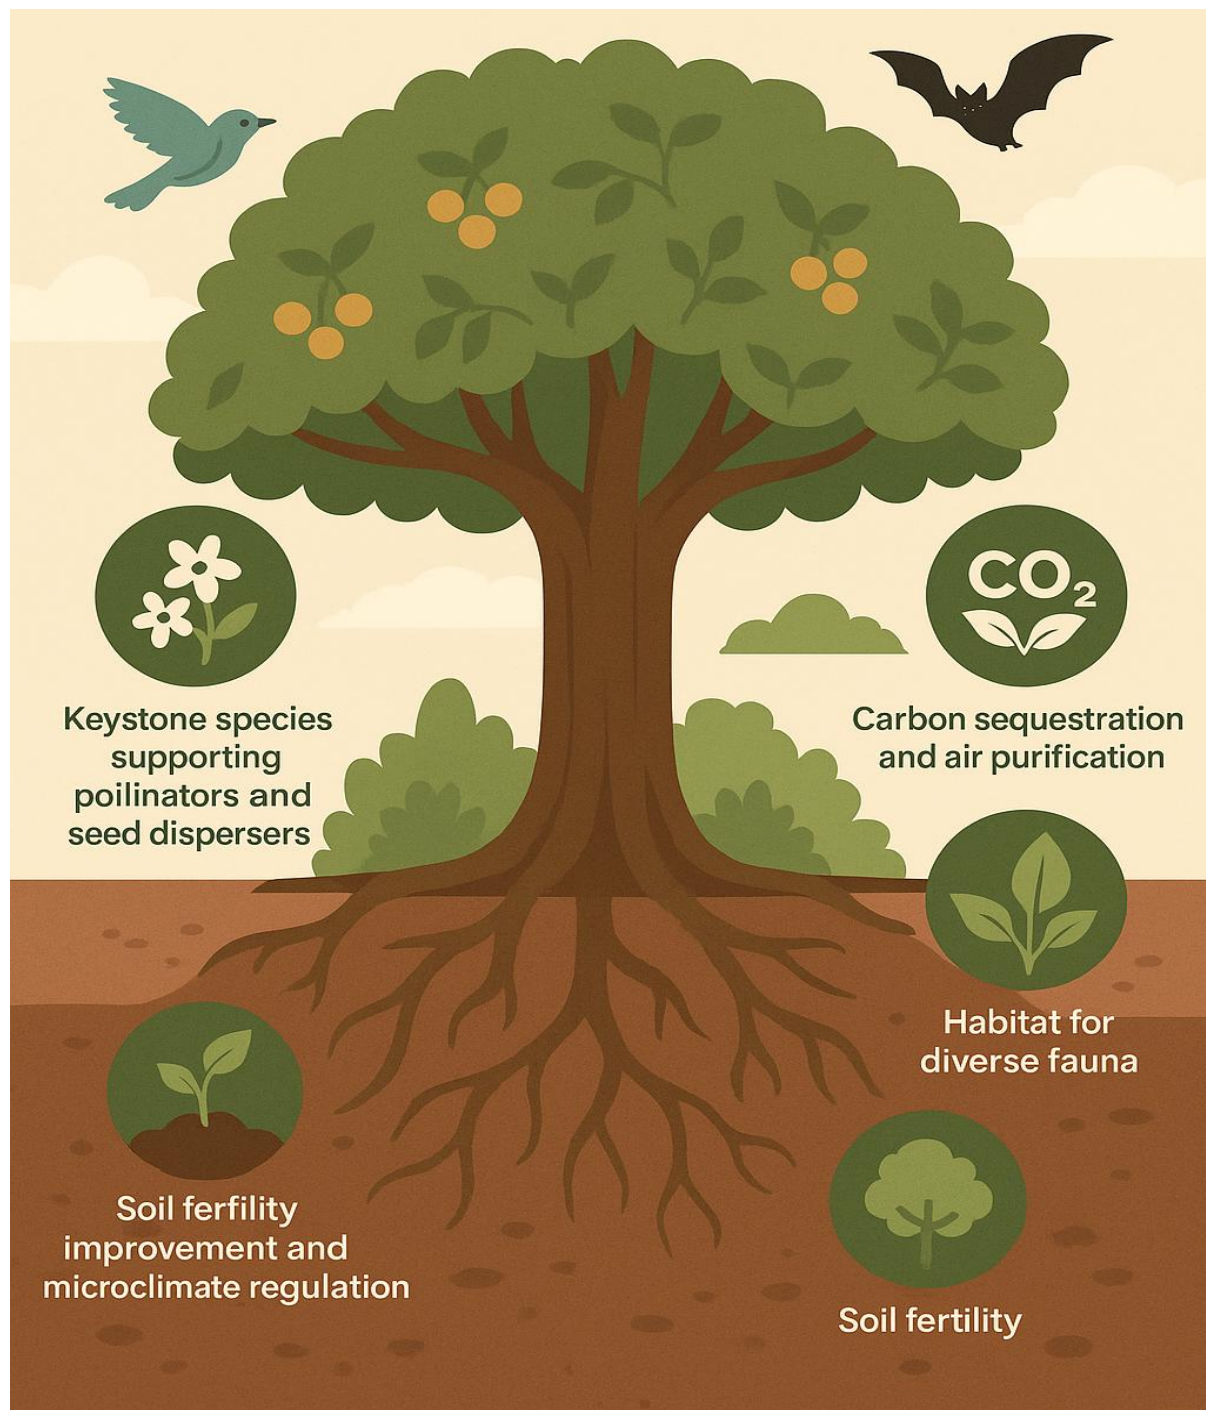 Keystone species
supporting
poilinators and
seed dispersers
CO₂
Carbon sequestration
and air purification
Habitat for
diverse fauna
Soil ferfility
improvement and
microclimate regulation
Soil fertility